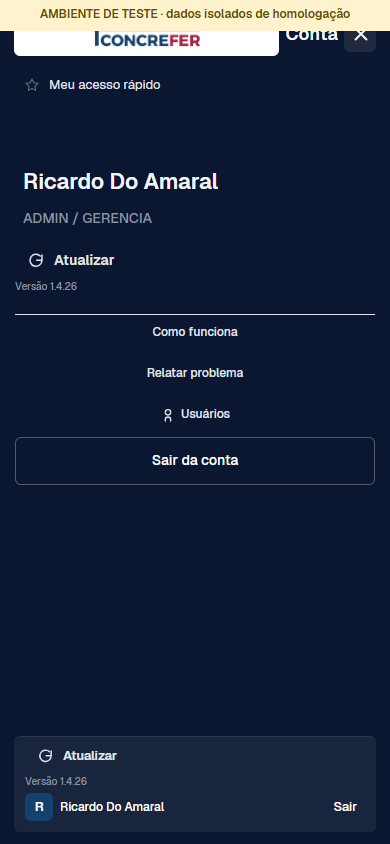 AMBIENTE DE TESTE · dados isolados de homologação
CONCREFER
Conta
Meu acesso rápido
Ricardo Do Amaral
ADMIN / GERENCIA
Atualizar
Versão 1.4.26
Como funciona
Relatar problema
Usuários
Sair da conta
Atualizar
Versão 1.4.26
R
Ricardo Do Amaral
Sair